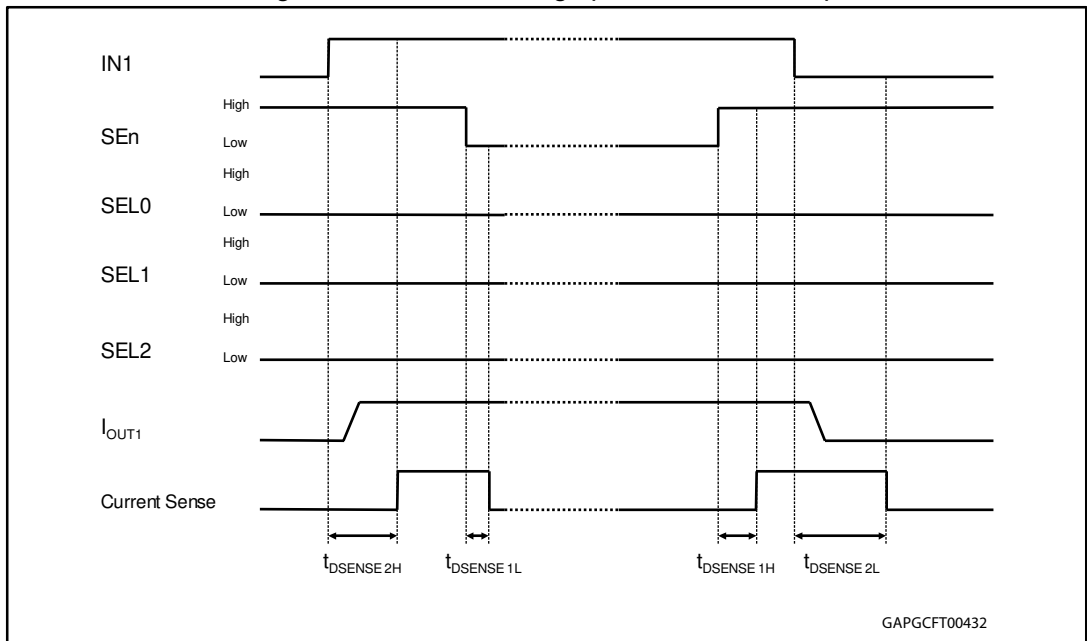 IN1
High
SEn
Low
High
SEL0
Low
High
SEL1
Low
High
SEL2
Low
IOUT1
Current Sense
tDSENSE 2H
tDSENSE 1L
tDSENSE 1H
tDSENSE 2L
GAPGCFT00432